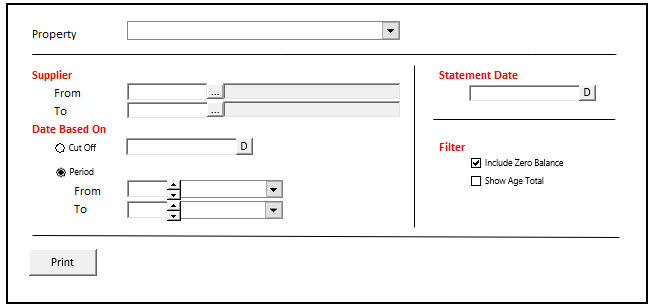 Property
Supplier
From ...
To ...
Date Based On
Cut Off D
Period
From
To
Statement Date
D
Filter
Include Zero Balance
Show Age Total
Print